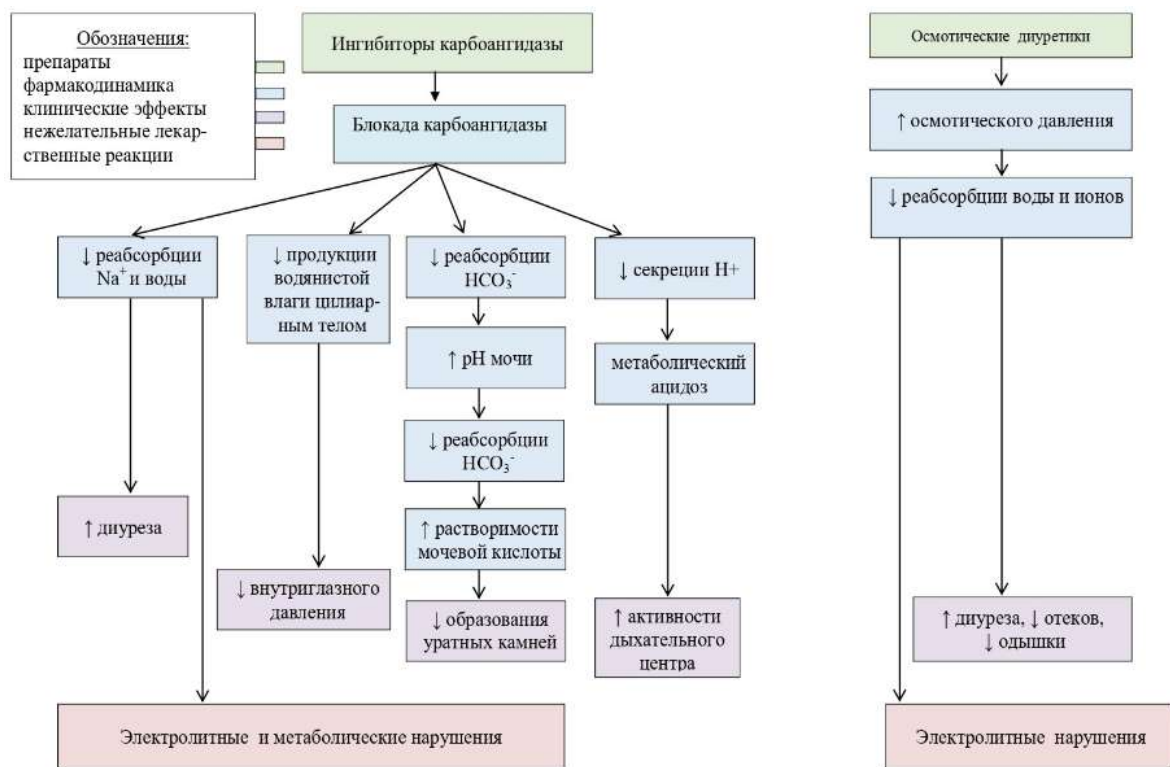 Обозначения:
препараты
фармакодинамика
клинические эффекты
нежелательные лекар-
ственные реакции
Ингибиторы карбоангидазы
Блокада карбоангидазы
↓ реабсорбции
Na⁺ и воды
↓ продукции
водянистой
влаги цилиар-
ным телом
↓ реабсорбции
HCO₃⁻
↓ секреции H+
↑ pH мочи
метаболический
ацидоз
↓ реабсорбции
HCO₃⁻
↑ диуреза
↑ растворимости
мочевой кислоты
↓ внутриглазного
давления
↓ образования
уратных камней
↑ активности
дыхательного
центра
Электролитные и метаболические нарушения
Осмотические диуретики
↑ осмотического давления
↓ реабсорбции воды и ионов
↑ диуреза, ↓ отеков,
↓ одышки
Электролитные нарушения